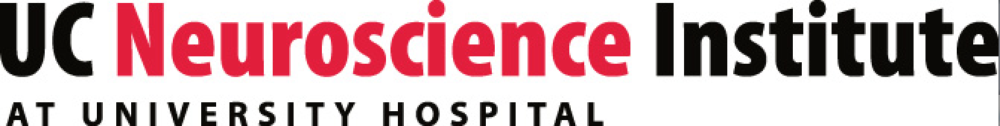 UC Neuroscience Institute
AT UNIVERSITY HOSPITAL